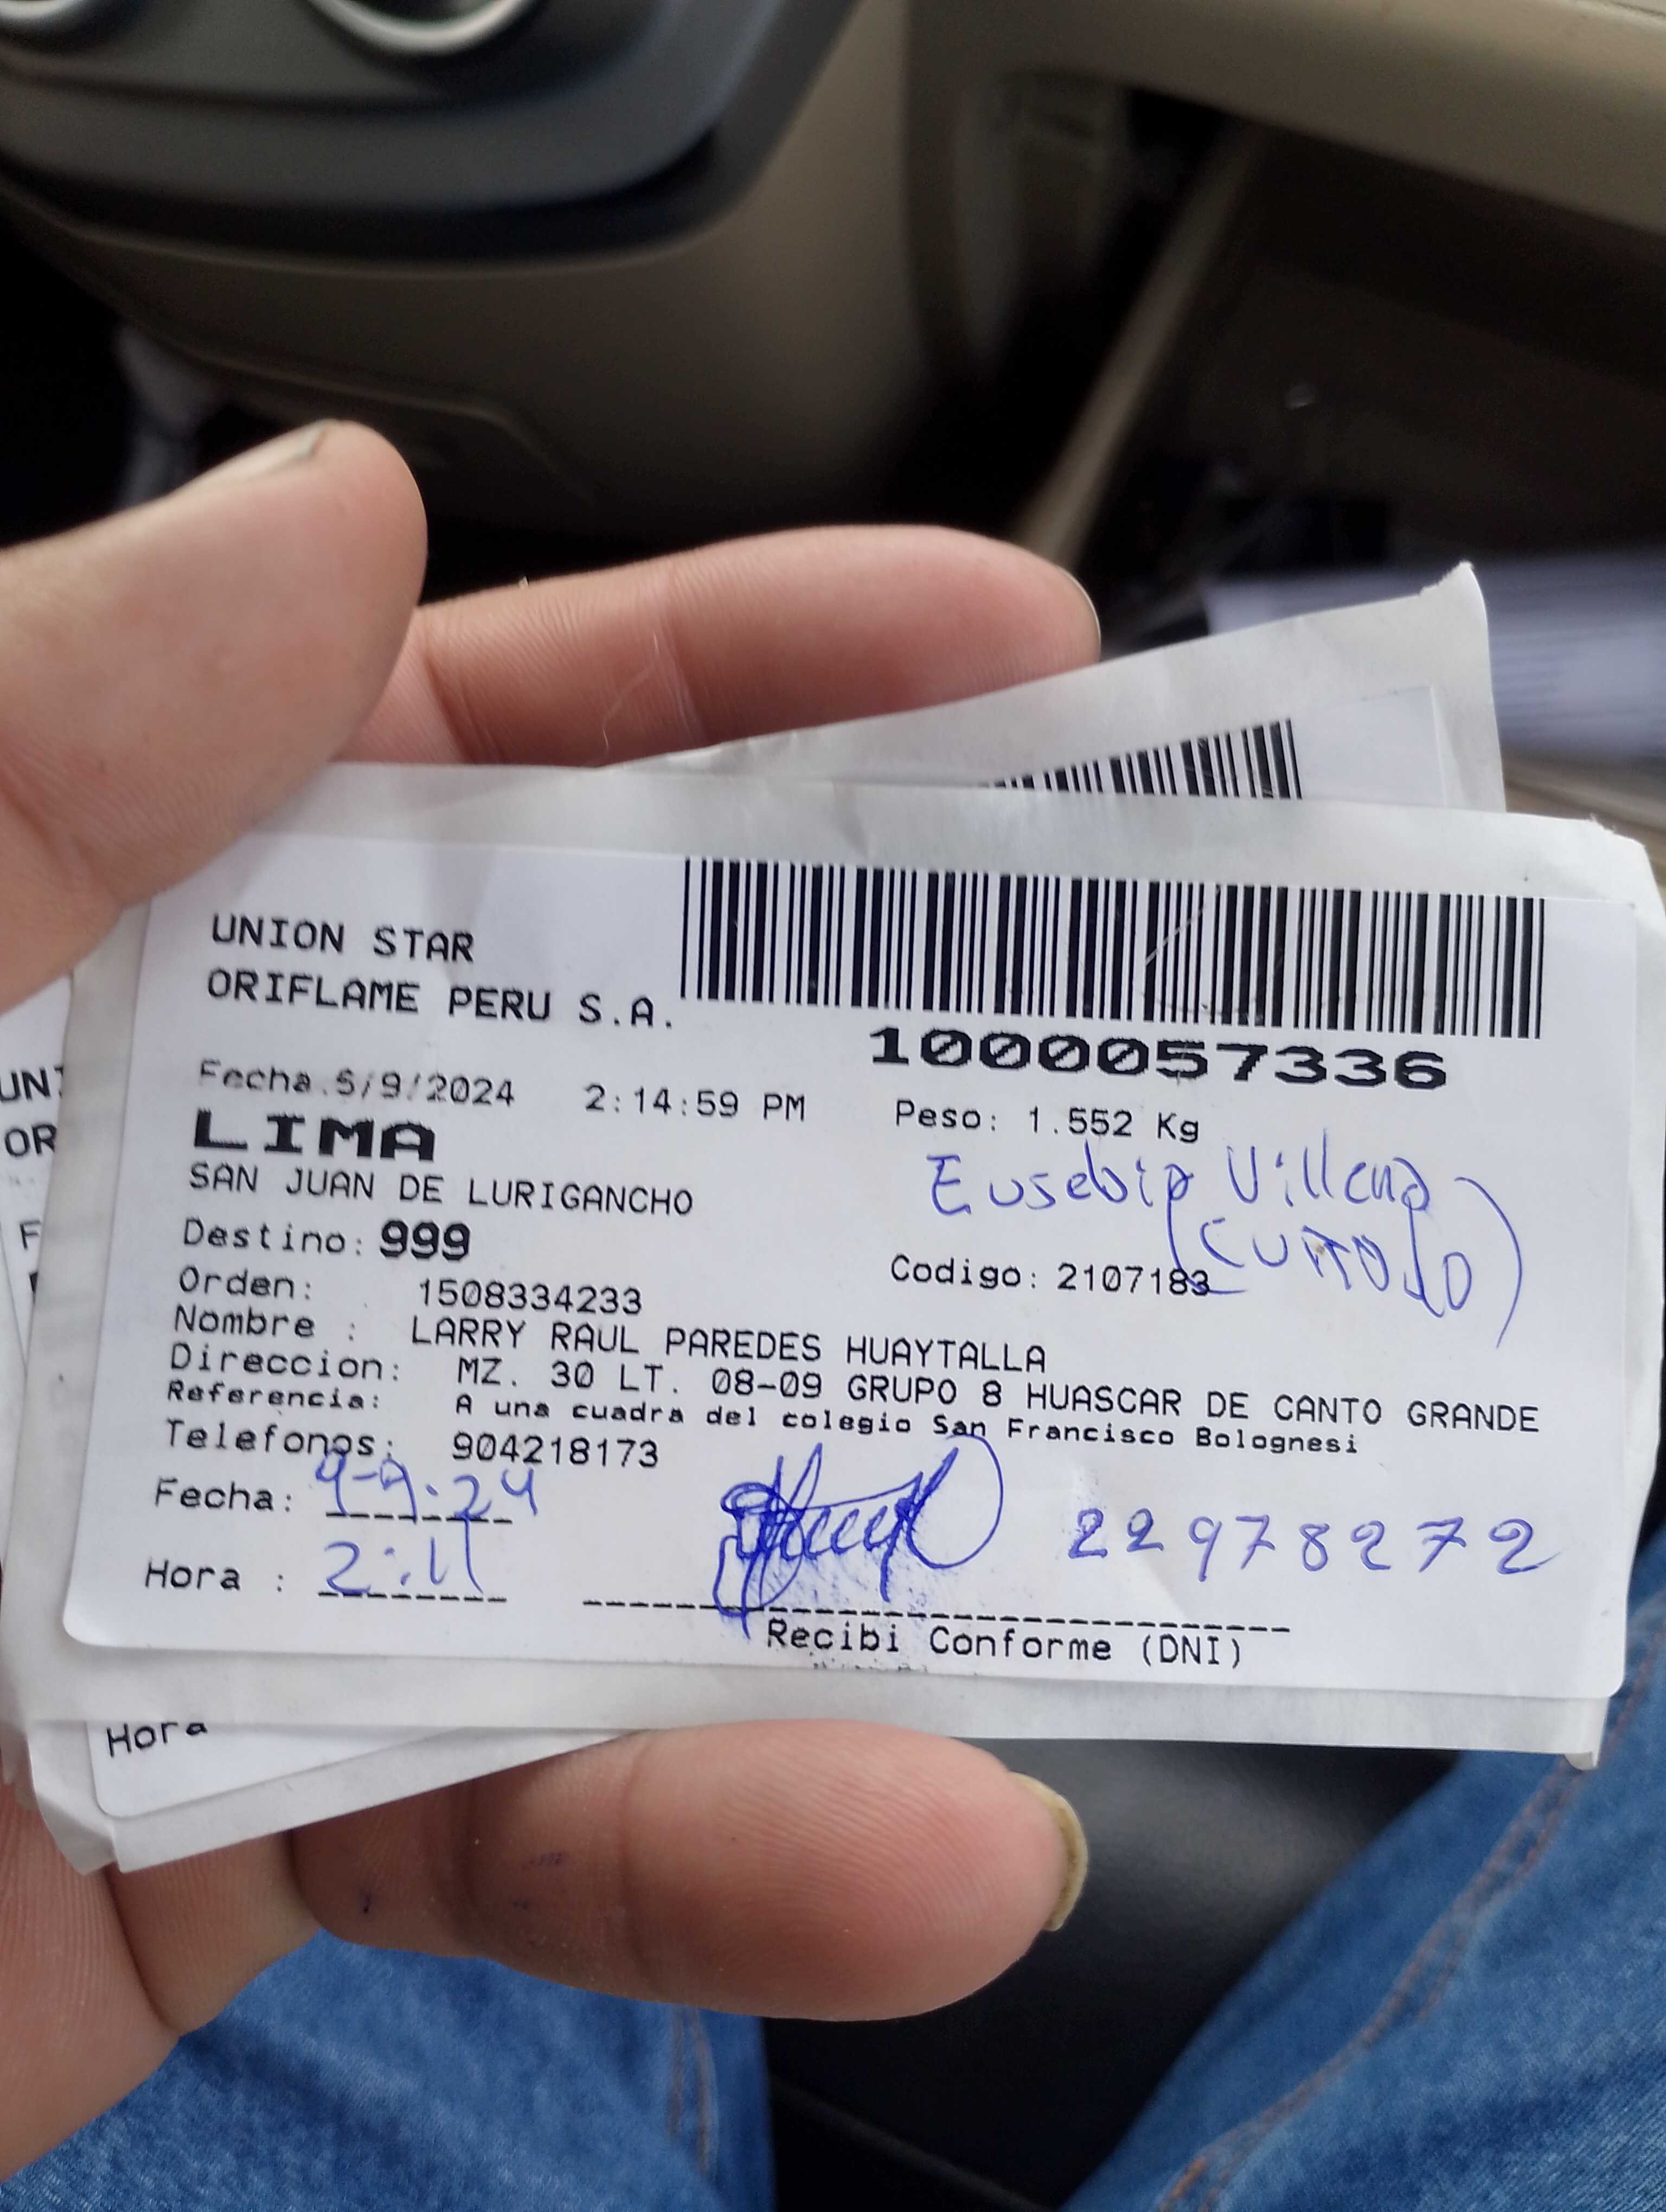 UNION STAR
ORIFLAME PERU S.A.
1000057336
Fecha.5/9/2024 2:14:59 PM
Peso: 1.552 Kg
LIMA
SAN JUAN DE LURIGANCHO
Eusebio Villena
Destino: 999
Codigo: 2107183
Orden: 1508334233
Nombre : LARRY RAUL PAREDES HUAYTALLA
Direccion: MZ. 30 LT. 08-09 GRUPO 8 HUASCAR DE CANTO GRANDE
Referencia: A una cuadra del colegio San Francisco Bolognesi
Telefonos: 904218173
Fecha: 9-9-24
22978272
Hora : 2:11
Recibi Conforme (DNI)
Hora
UN
OR
F